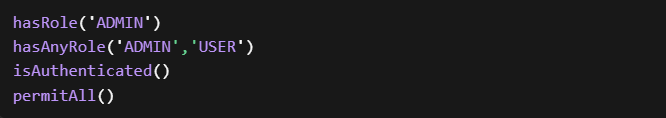 hasRole('ADMIN')
hasAnyRole('ADMIN','USER')
isAuthenticated()
permitAll()